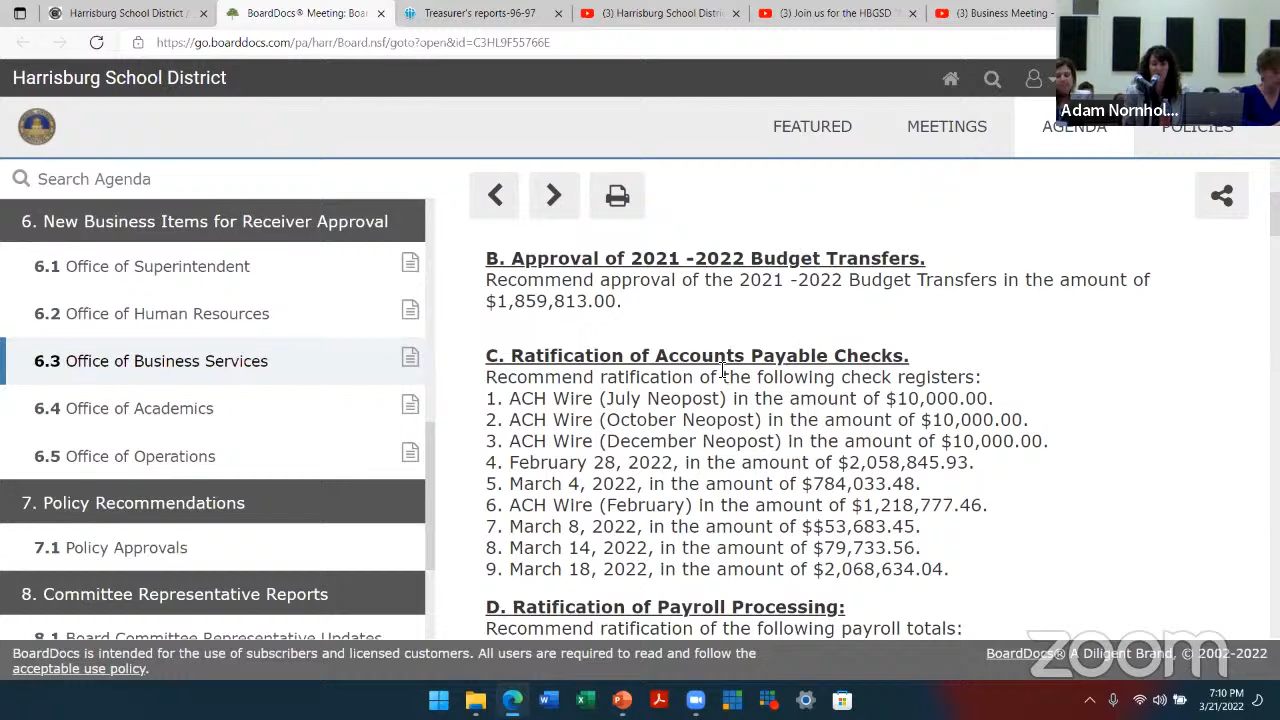 Harrisburg School District /
BoardDocs® Meeting: Boa
Treasurer's reports-96-97
(3) Harrisburg School Distri
(3) Join us for the HBGSD "C
(3) Business Meeting -
https://go.boarddocs.com/pa/harr/Board.nsf/goto?open&id=C3HL9F55766E
Harrisburg School District
Adam Nornhol...
FEATURED
MEETINGS
AGENDA
POLICIES
Search Agenda
6. New Business Items for Receiver Approval
6.1 Office of Superintendent
6.2 Office of Human Resources
6.3 Office of Business Services
6.4 Office of Academics
6.5 Office of Operations
7. Policy Recommendations
7.1 Policy Approvals
8. Committee Representative Reports
8.1 Board Committee Representative Updates
B. Approval of 2021 -2022 Budget Transfers.
Recommend approval of the 2021 -2022 Budget Transfers in the amount of
$1,859,813.00.
C. Ratification of Accounts Payable Checks.
Recommend ratification of the following check registers:
1. ACH Wire (July Neopost) in the amount of $10,000.00.
2. ACH Wire (October Neopost) in the amount of $10,000.00.
3. ACH Wire (December Neopost) in the amount of $10,000.00.
4. February 28, 2022, in the amount of $2,058,845.93.
5. March 4, 2022, in the amount of $784,033.48.
6. ACH Wire (February) in the amount of $1,218,777.46.
7. March 8, 2022, in the amount of $$53,683.45.
8. March 14, 2022, in the amount of $79,733.56.
9. March 18, 2022, in the amount of $2,068,634.04.
D. Ratification of Payroll Processing:
Recommend ratification of the following payroll totals:
BoardDocs is intended for the use of subscribers and licensed customers. All users are required to read and follow the
acceptable use policy.
BoardDocs® A Diligent Brand, © 2002-2022
zoom
7:10 PM
3/21/2022